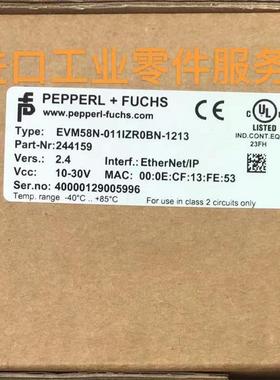 进口工业零件服务
PEPPERL + FUCHS
www.pepperl-fuchs.com
CE
UL
LISTED
IND.CONT.EQ
23FH
Type: EVM58N-011IZR0BN-1213
Part-Nr: 244159
Vers.: 2.4 Interf.: EtherNet/IP
Vcc: 10-30V MAC: 00:0E:CF:13:FE:53
Ser.no: 40000129005996
Temp. range -40°C .. +85°C For use in class 2 circuits only